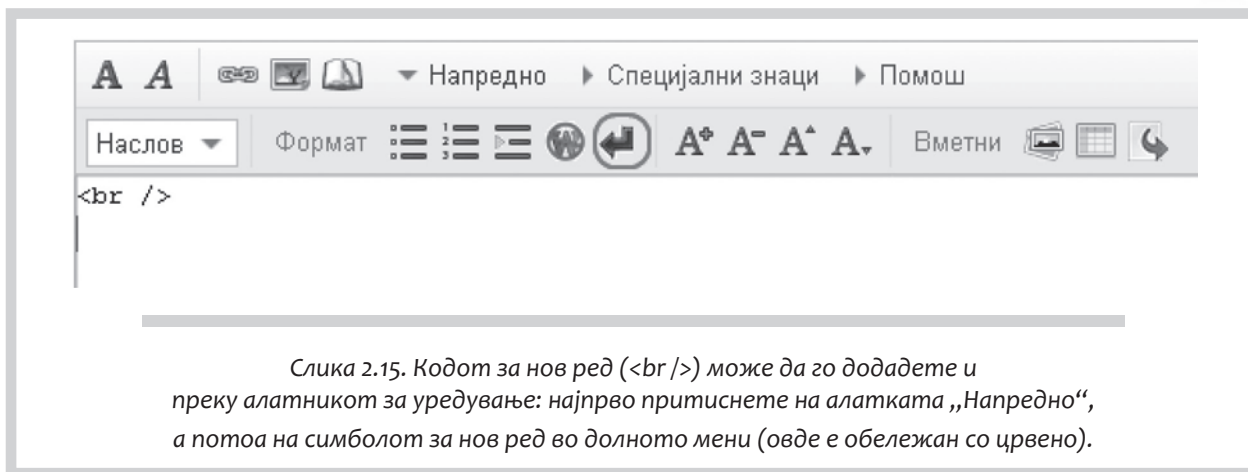 A A Напредно Специјални знаци Помош
Наслов Формат A+ A- A A Вметни
<br />
Слика 2.15. Кодот за нов ред (<br />) може да го додадете и
преку алатникот за уредување: најпрво притиснете на алатката „Напредно“,
а потоа на симболот за нов ред во долното мени (овде е обележан со црвено).